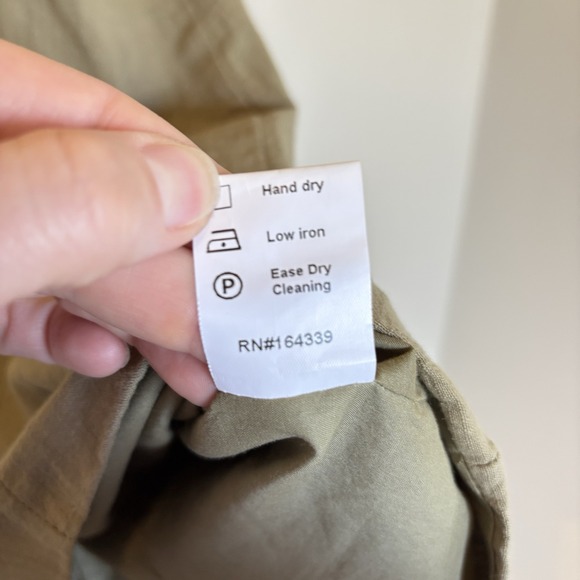 Hand dry
Low iron
P
Ease Dry
Cleaning
RN#164339